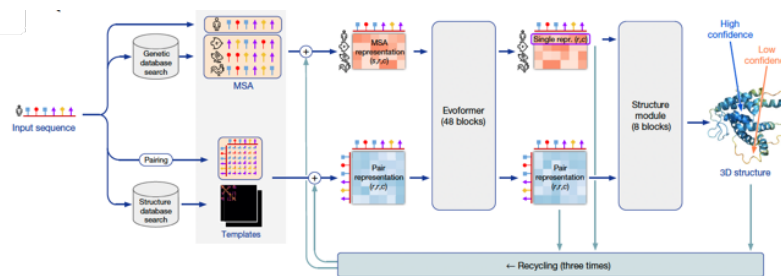 Input sequence
Genetic
database
search
MSA
Pairing
Structure
database
search
Templates
+
+
MSA
representation
(s,r,c)
Pair
representation
(r,r,c)
Evoformer
(48 blocks)
Single repr. (r,c)
Pair
representation
(r,r,c)
Structure
module
(8 blocks)
High
confidence
Low
confidence
3D structure
← Recycling (three times)